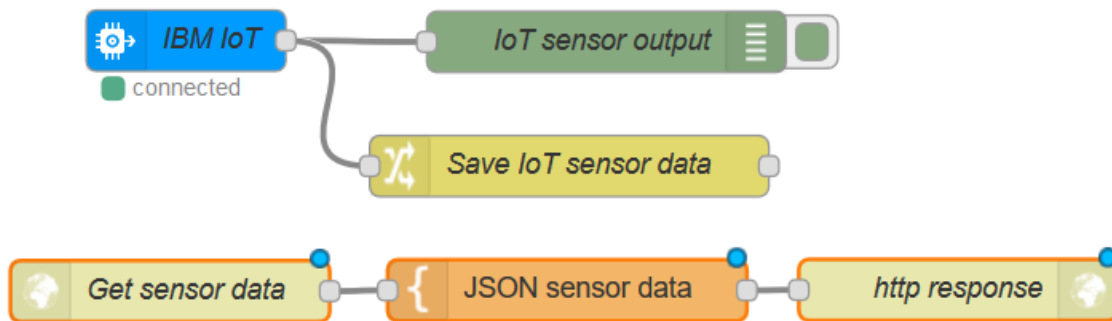 IBM IoT
IoT sensor output
connected
Save IoT sensor data
Get sensor data
{ JSON sensor data
http response